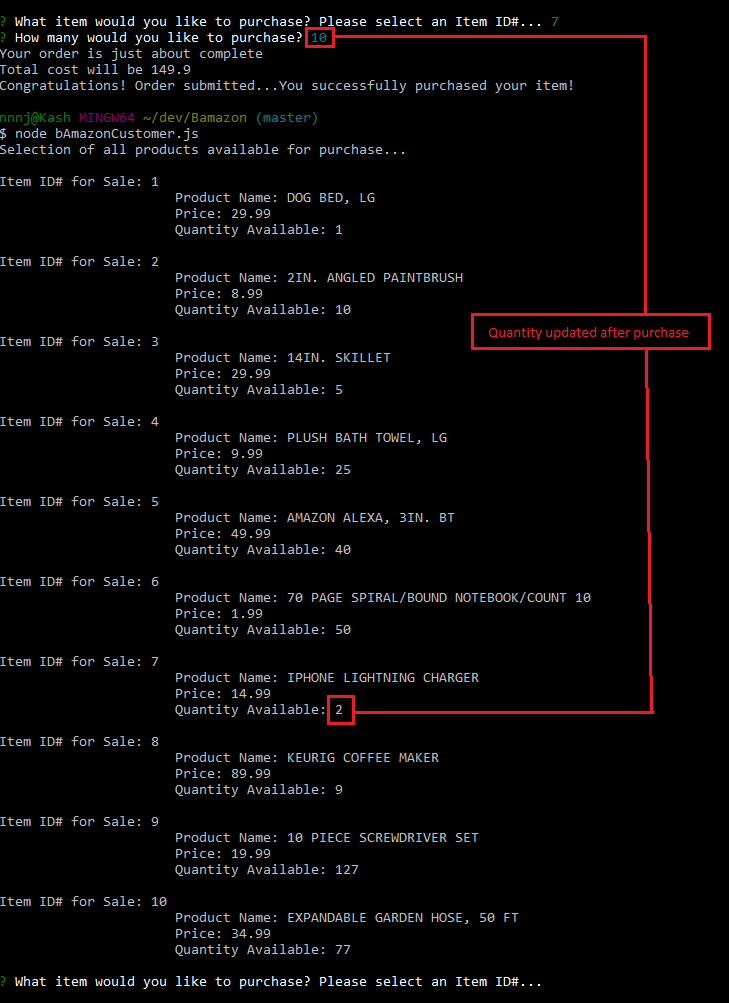 ? What item would you like to purchase? Please select an Item ID#... 7
? How many would you like to purchase? 10
Your order is just about complete
Total cost will be 149.9
Congratulations! Order submitted...You successfully purchased your item!
nnnj@Kash MINGW64 ~/dev/Bamazon (master)
$ node bAmazonCustomer.js
Selection of all products available for purchase...
Item ID# for Sale: 1
Product Name: DOG BED, LG
Price: 29.99
Quantity Available: 1
Item ID# for Sale: 2
Product Name: 2IN. ANGLED PAINTBRUSH
Price: 8.99
Quantity Available: 10
Quantity updated after purchase
Item ID# for Sale: 3
Product Name: 14IN. SKILLET
Price: 29.99
Quantity Available: 5
Item ID# for Sale: 4
Product Name: PLUSH BATH TOWEL, LG
Price: 9.99
Quantity Available: 25
Item ID# for Sale: 5
Product Name: AMAZON ALEXA, 3IN. BT
Price: 49.99
Quantity Available: 40
Item ID# for Sale: 6
Product Name: 70 PAGE SPIRAL/BOUND NOTEBOOK/COUNT 10
Price: 1.99
Quantity Available: 50
Item ID# for Sale: 7
Product Name: IPHONE LIGHTNING CHARGER
Price: 14.99
Quantity Available: 2
Item ID# for Sale: 8
Product Name: KEURIG COFFEE MAKER
Price: 89.99
Quantity Available: 9
Item ID# for Sale: 9
Product Name: 10 PIECE SCREWDRIVER SET
Price: 19.99
Quantity Available: 127
Item ID# for Sale: 10
Product Name: EXPANDABLE GARDEN HOSE, 50 FT
Price: 34.99
Quantity Available: 77
? What item would you like to purchase? Please select an Item ID#...